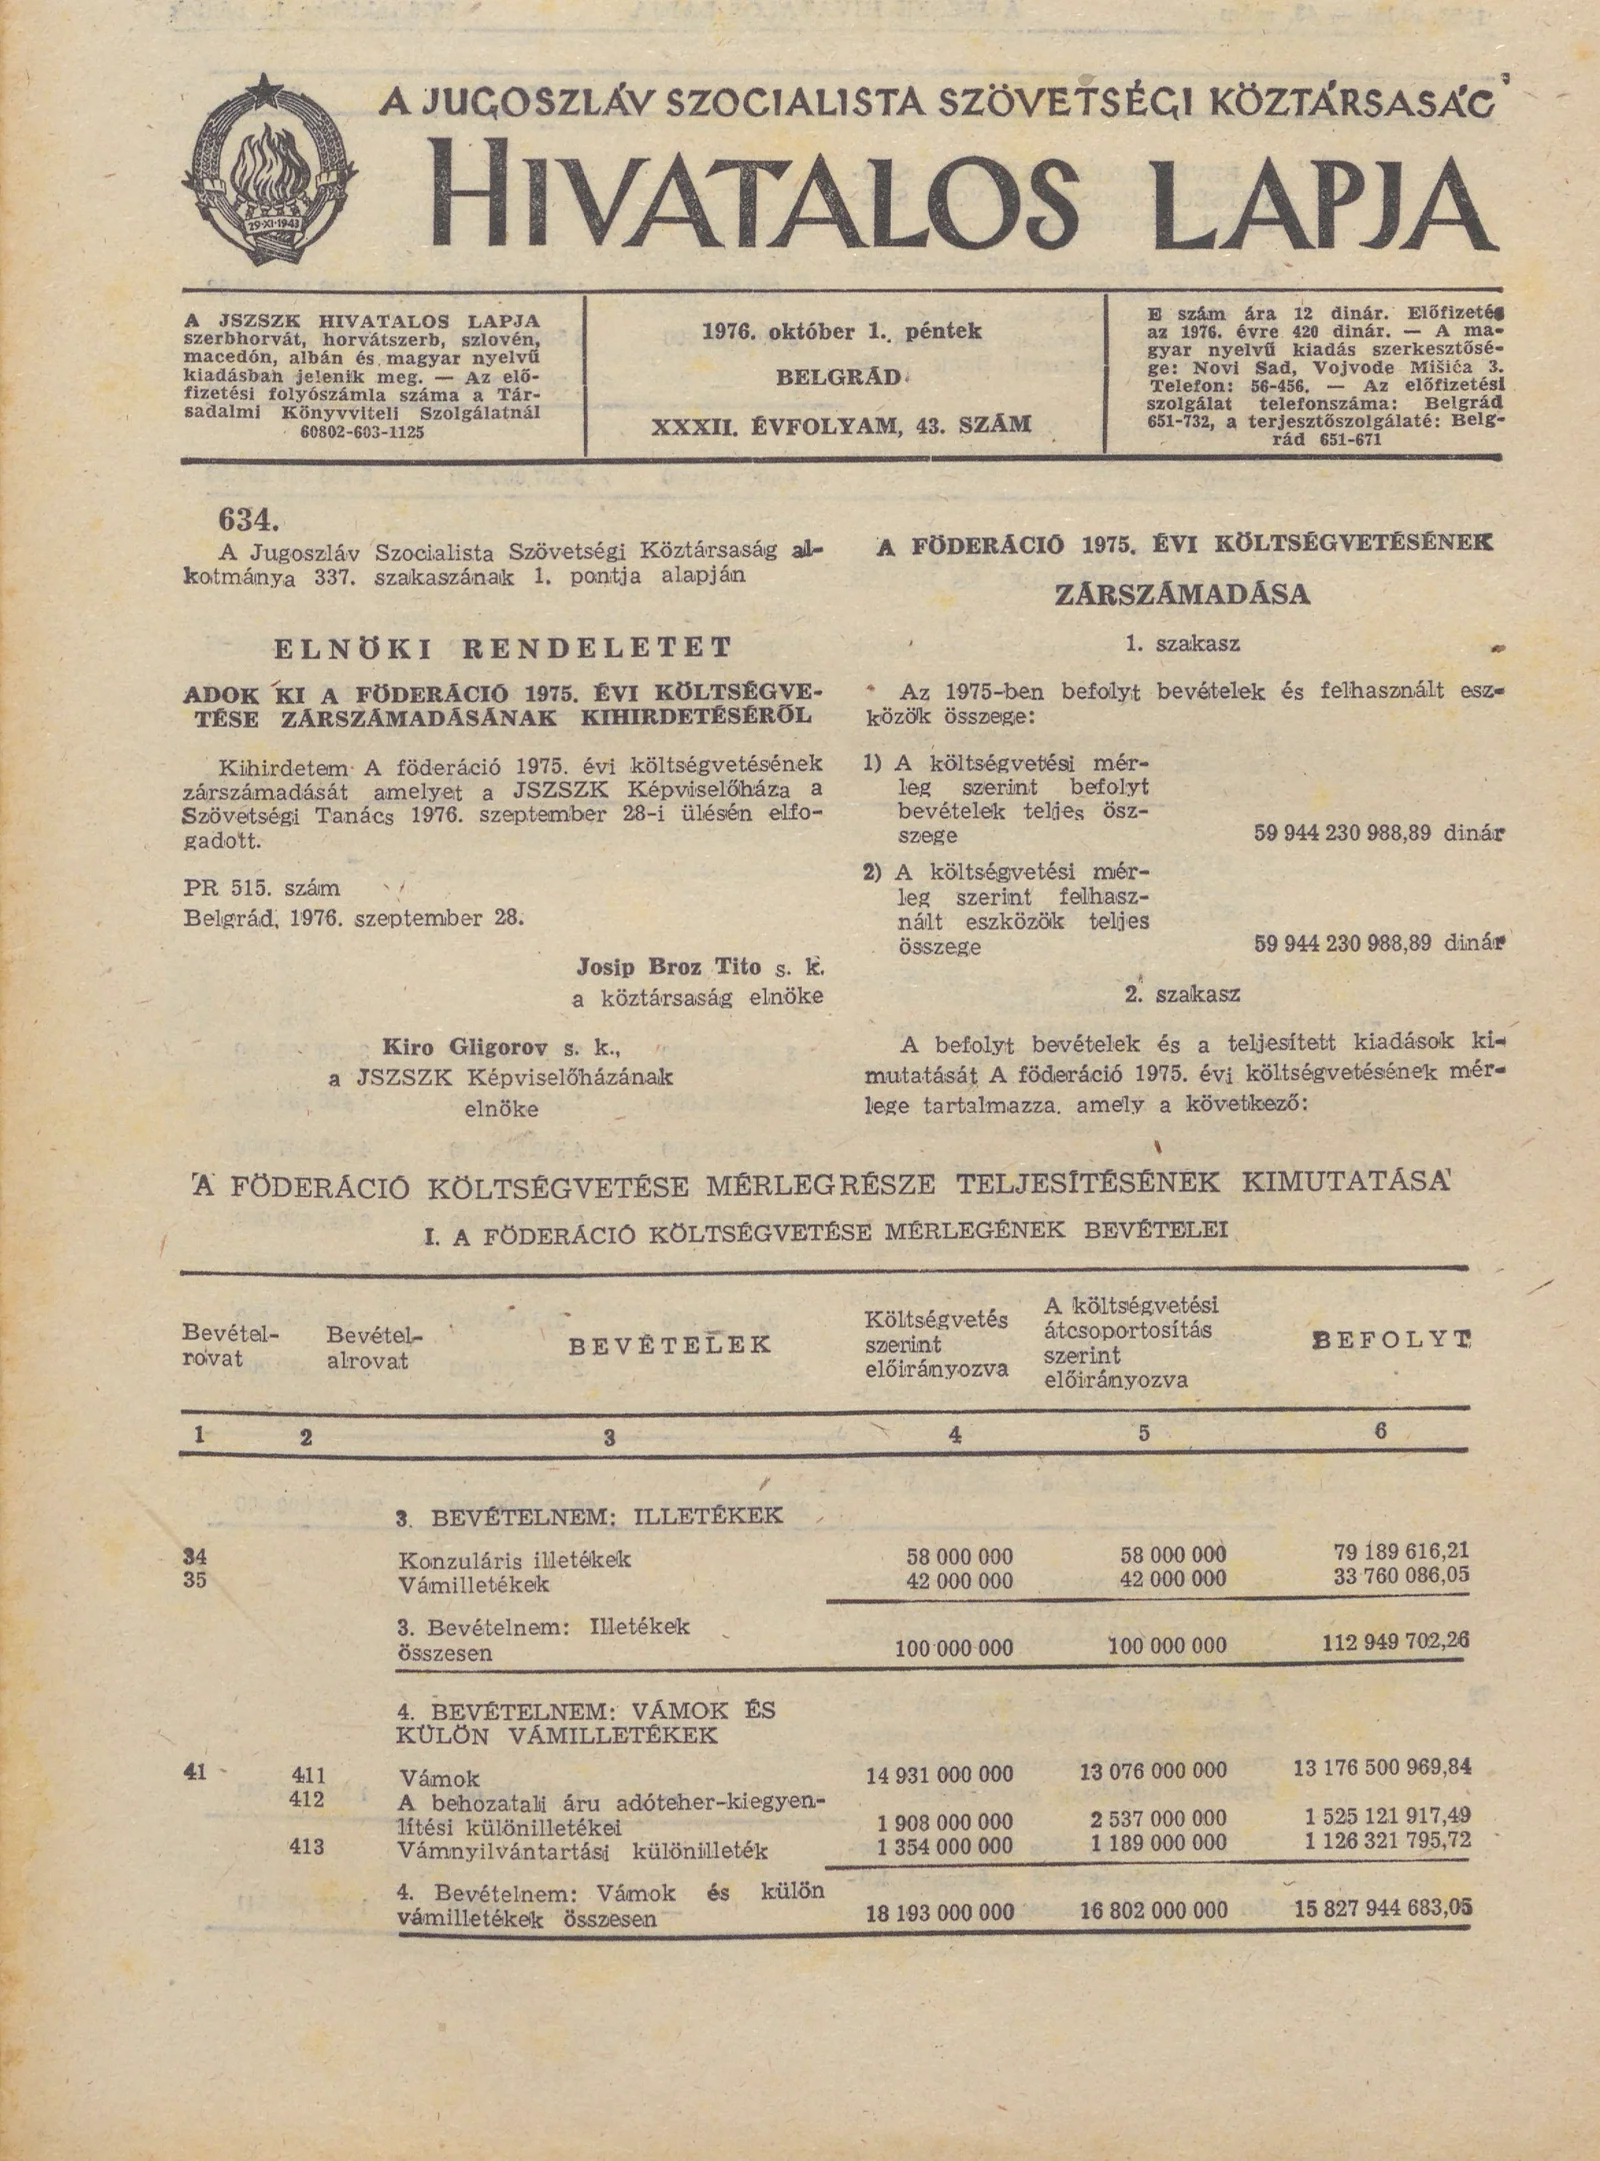 A JUGOSZLÁV SZOCIALISTA SZÖVETSÉGI KÖZTÁRSASÁG
HIVATALOS LAPJA
29·XI·1943
A JSZSZK HIVATALOS LAPJA
szerbhorvát, horvátszerb, szlovén,
macedón, albán és magyar nyelvű
kiadásban jelenik meg. — Az elő-
fizetési folyószámla száma a Tár-
sadalmi Könyvviteli Szolgálatnál
60802-603-1125
1976. október 1., péntek
BELGRÁD
XXXII. ÉVFOLYAM, 43. SZÁM
E szám ára 12 dinár. Előfizetés
az 1976. évre 420 dinár. — A ma-
gyar nyelvű kiadás szerkesztősé-
ge: Novi Sad, Vojvode Mišića 3.
Telefon: 56-456. — Az előfizetési
szolgálat telefonszáma: Belgrád
651-732, a terjesztőszolgálaté: Belg-
rád 651-671
634.
A Jugoszláv Szocialista Szövetségi Köztársaság al-
kotmánya 337. szakaszának 1. pontja alapján
ELNÖKI RENDELETET
ADOK KI A FÖDERÁCIÓ 1975. ÉVI KÖLTSÉGVE-
TÉSE ZÁRSZÁMADÁSÁNAK KIHIRDETÉSÉRŐL
Kihirdetem A föderáció 1975. évi költségvetésének
zárszámadását amelyet a JSZSZK Képviselőháza a
Szövetségi Tanács 1976. szeptember 28-i ülésén elfo-
gadott.
PR 515. szám
Belgrád, 1976. szeptember 28.
Josip Broz Tito s. k.
a köztársaság elnöke
Kiro Gligorov s. k.,
a JSZSZK Képviselőházának
elnöke
A FÖDERÁCIÓ 1975. ÉVI KÖLTSÉGVETÉSÉNEK
ZÁRSZÁMADÁSA
1. szakasz
Az 1975-ben befolyt bevételek és felhasznált esz-
közök összege:
1) A költségvetési mér-
leg szerint befolyt
bevételek teljes ösz-
szege 59 944 230 988,89 dinár
2) A költségvetési mér-
leg szerint felhasz-
nált eszközök teljes
összege 59 944 230 988,89 dinár
2. szakasz
A befolyt bevételek és a teljesített kiadások ki-
mutatását A föderáció 1975. évi költségvetésének mér-
lege tartalmazza. amely a következő:
A FÖDERÁCIÓ KÖLTSÉGVETÉSE MÉRLEGRÉSZE TELJESÍTÉSÉNEK KIMUTATÁSA
I. A FÖDERÁCIÓ KÖLTSÉGVETÉSE MÉRLEGÉNEK BEVÉTELEI
Bevétel-
rovat
Bevétel-
alrovat
BEVÉTELEK
Költségvetés
szerint
előirányozva
A költségvetési
átcsoportosítás
szerint
előirányozva
BEFOLYT
1 2 3 4 5 6
3. BEVÉTELNEM: ILLETÉKEK
34 Konzuláris illetékek 58 000 000 58 000 000 79 189 616,21
35 Vámilletékek 42 000 000 42 000 000 33 760 086,05
3. Bevételnem: Illetékek
összesen 100 000 000 100 000 000 112 949 702,26
4. BEVÉTELNEM: VÁMOK ÉS
KÜLÖN VÁMILLETÉKEK
41 411 Vámok 14 931 000 000 13 076 000 000 13 176 500 969,84
412 A behozatali áru adóteher-kiegyen-
lítési különilletékei 1 908 000 000 2 537 000 000 1 525 121 917,49
413 Vámnyilvántartási különilleték 1 354 000 000 1 189 000 000 1 126 321 795,72
4. Bevételnem: Vámok és külön
vámilletékek összesen 18 193 000 000 16 802 000 000 15 827 944 683,05